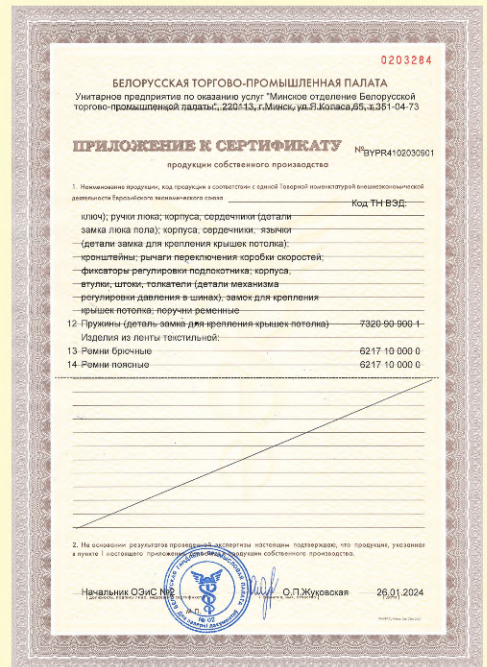 0203284
БЕЛОРУССКАЯ ТОРГОВО-ПРОМЫШЛЕННАЯ ПАЛАТА
Унитарное предприятие по оказанию услуг "Минское отделение Белорусской
торгово-промышленной палаты", 220113, г.Минск, ул.Я.Коласа,65, т.351-04-73
ПРИЛОЖЕНИЕ К СЕРТИФИКАТУ №BYPR4102030901
продукции собственного производства
1. Наименование продукции, код продукции в соответствии с единой Товарной номенклатурой внешнеэкономической
деятельности Евразийского экономического союза
Код ТН ВЭД:
ключ); ручки люка; корпуса, сердечники (детали
замка люка пола); корпуса, сердечники, язычки
(детали замка для крепления крышек потолка);
кронштейны; рычаги переключения коробки скоростей;
фиксаторы регулировки подлокотника; корпуса,
втулки, штоки, толкатели (детали механизма
регулировки давления в шинах), замок для крепления
крышек потолка; поручни ременные
12 Пружины (деталь замка для крепления крышек потолка) 7320 90 900 1
Изделия из ленты текстильной:
13 Ремни брючные 6217 10 000 0
14 Ремни поясные 6217 10 000 0
2. На основании результатов проведенной экспертизы настоящим подтверждаю, что продукция, указанная
в пункте 1 настоящего приложения, является продукцией собственного производства.
Начальник ОЭиС №2 О.П.Жуковская 26.01.2024
М.П.
№ 02